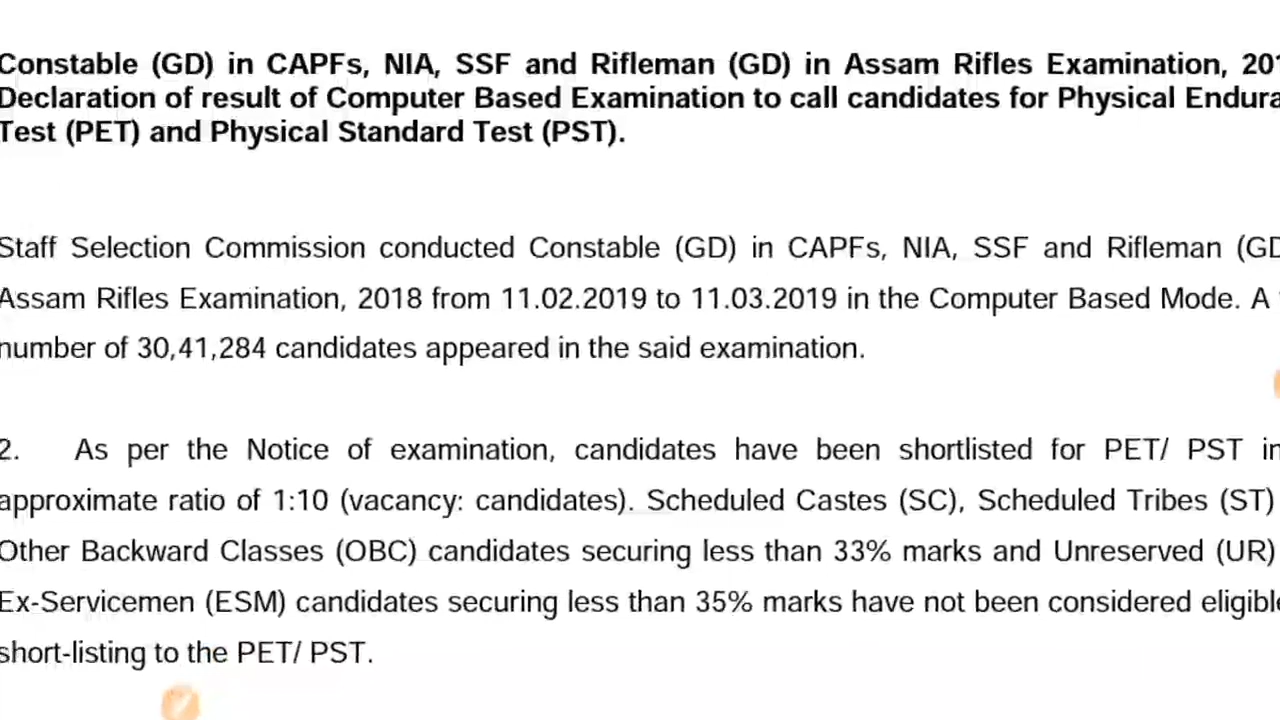 Constable (GD) in CAPFs, NIA, SSF and Rifleman (GD) in Assam Rifles Examination,
Declaration of result of Computer Based Examination to call candidates for Physical
Test (PET) and Physical Standard Test (PST).
Staff Selection Commission conducted Constable (GD) in CAPFs, NIA, SSF and Rifleman (GD
Assam Rifles Examination, 2018 from 11.02.2019 to 11.03.2019 in the Computer Based Mode. A
number of 30,41,284 candidates appeared in the said examination.
2. As per the Notice of examination, candidates have been shortlisted for PET/ PST in
approximate ratio of 1:10 (vacancy: candidates). Scheduled Castes (SC), Scheduled Tribes (ST)
Other Backward Classes (OBC) candidates securing less than 33% marks and Unreserved (UR)
Ex-Servicemen (ESM) candidates securing less than 35% marks have not been considered eligible
short-listing to the PET/ PST.